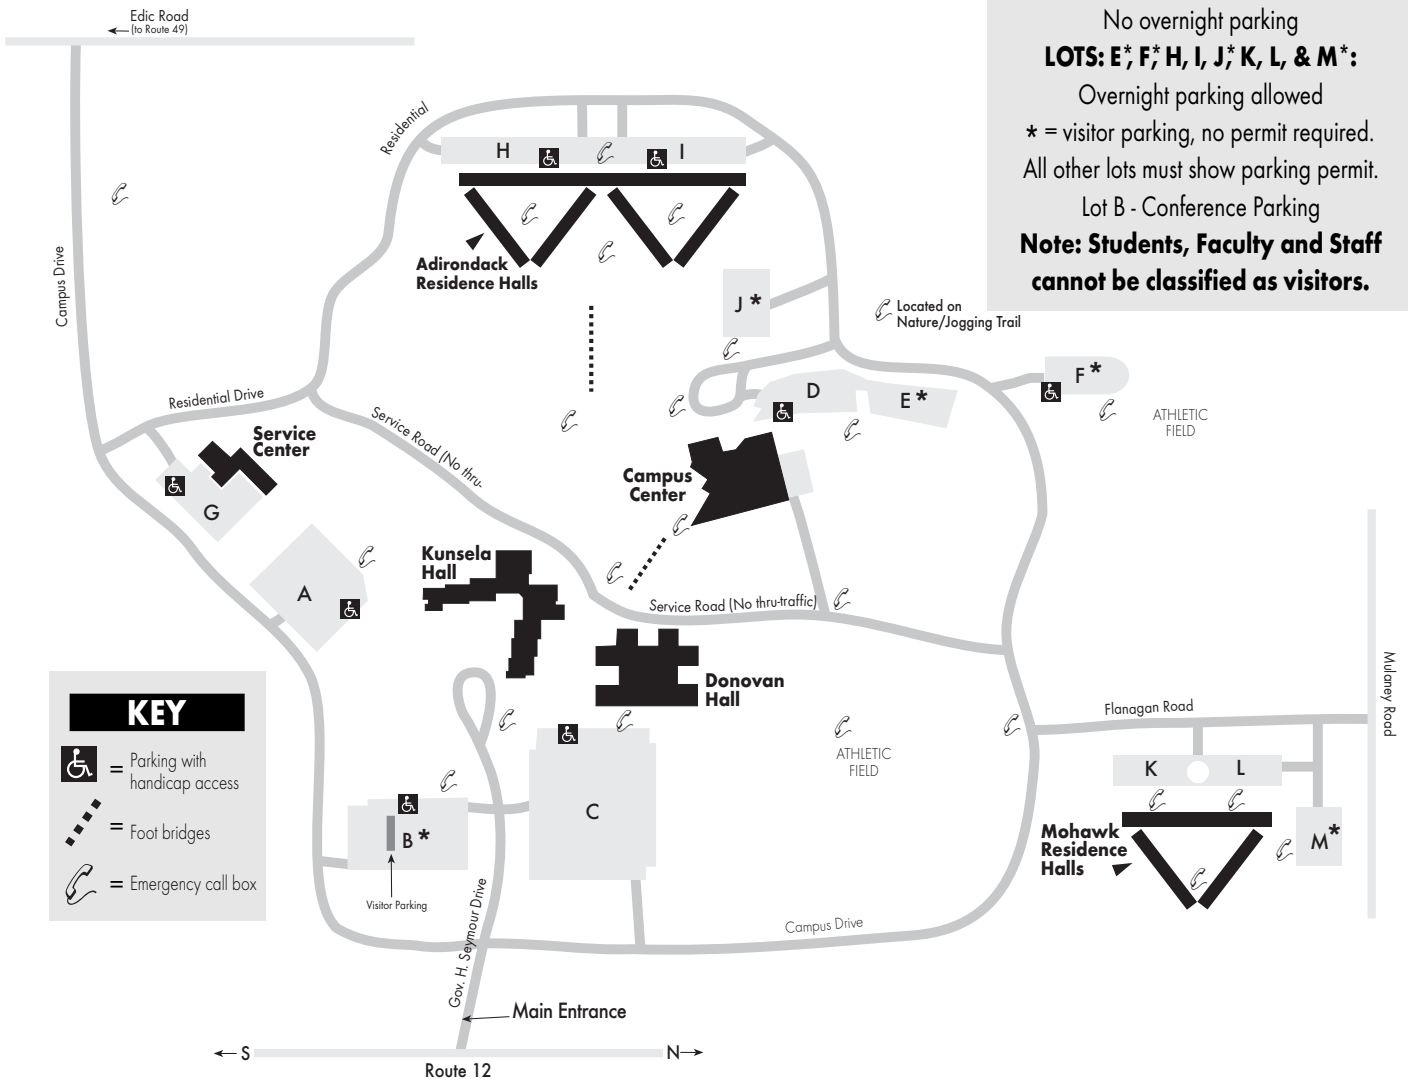 Edic Road
(to Route 49)
No overnight parking
LOTS: E*, F*, H, I, J*, K, L, & M*:
Overnight parking allowed
* = visitor parking, no permit required.
All other lots must show parking permit.
Lot B - Conference Parking
Note: Students, Faculty and Staff
cannot be classified as visitors.
Residential
H
I
Campus Drive
Adirondack
Residence Halls
J*
Located on
Nature/Jogging Trail
F*
D
E*
ATHLETIC
FIELD
Residential Drive
Service Road (No thru-
Service
Center
G
Campus
Center
Kunsela
Hall
A
Service Road (No thru-traffic)
Donovan
Hall
Mulaney Road
Flanagan Road
KEY
= Parking with
handicap access
= Foot bridges
= Emergency call box
ATHLETIC
FIELD
K
L
C
B*
M*
Mohawk
Residence
Halls
Visitor Parking
Gov. H. Seymour Drive
Campus Drive
Main Entrance
S
N
Route 12